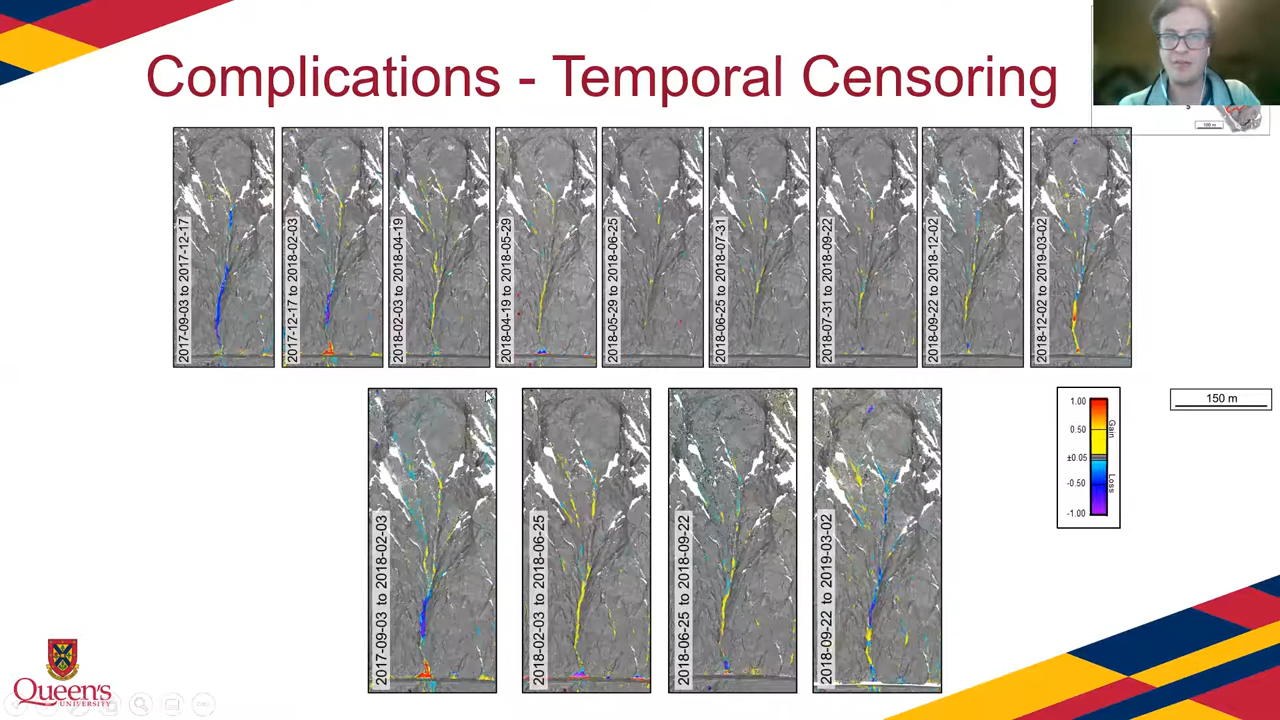 Complications - Temporal Censoring
5
100 m
2017-09-03 to 2017-12-17
2017-12-17 to 2018-02-03
2018-02-03 to 2018-04-19
2018-04-19 to 2018-05-29
2018-05-29 to 2018-06-25
2018-06-25 to 2018-07-31
2018-07-31 to 2018-09-22
2018-09-22 to 2018-12-02
2018-12-02 to 2019-03-02
2017-09-03 to 2018-02-03
2018-02-03 to 2018-06-25
2018-06-25 to 2018-09-22
2018-09-22 to 2019-03-02
1.00
0.50
±0.05
-0.50
-1.00
Gain
Loss
150 m
Queen's
UNIVERSITY